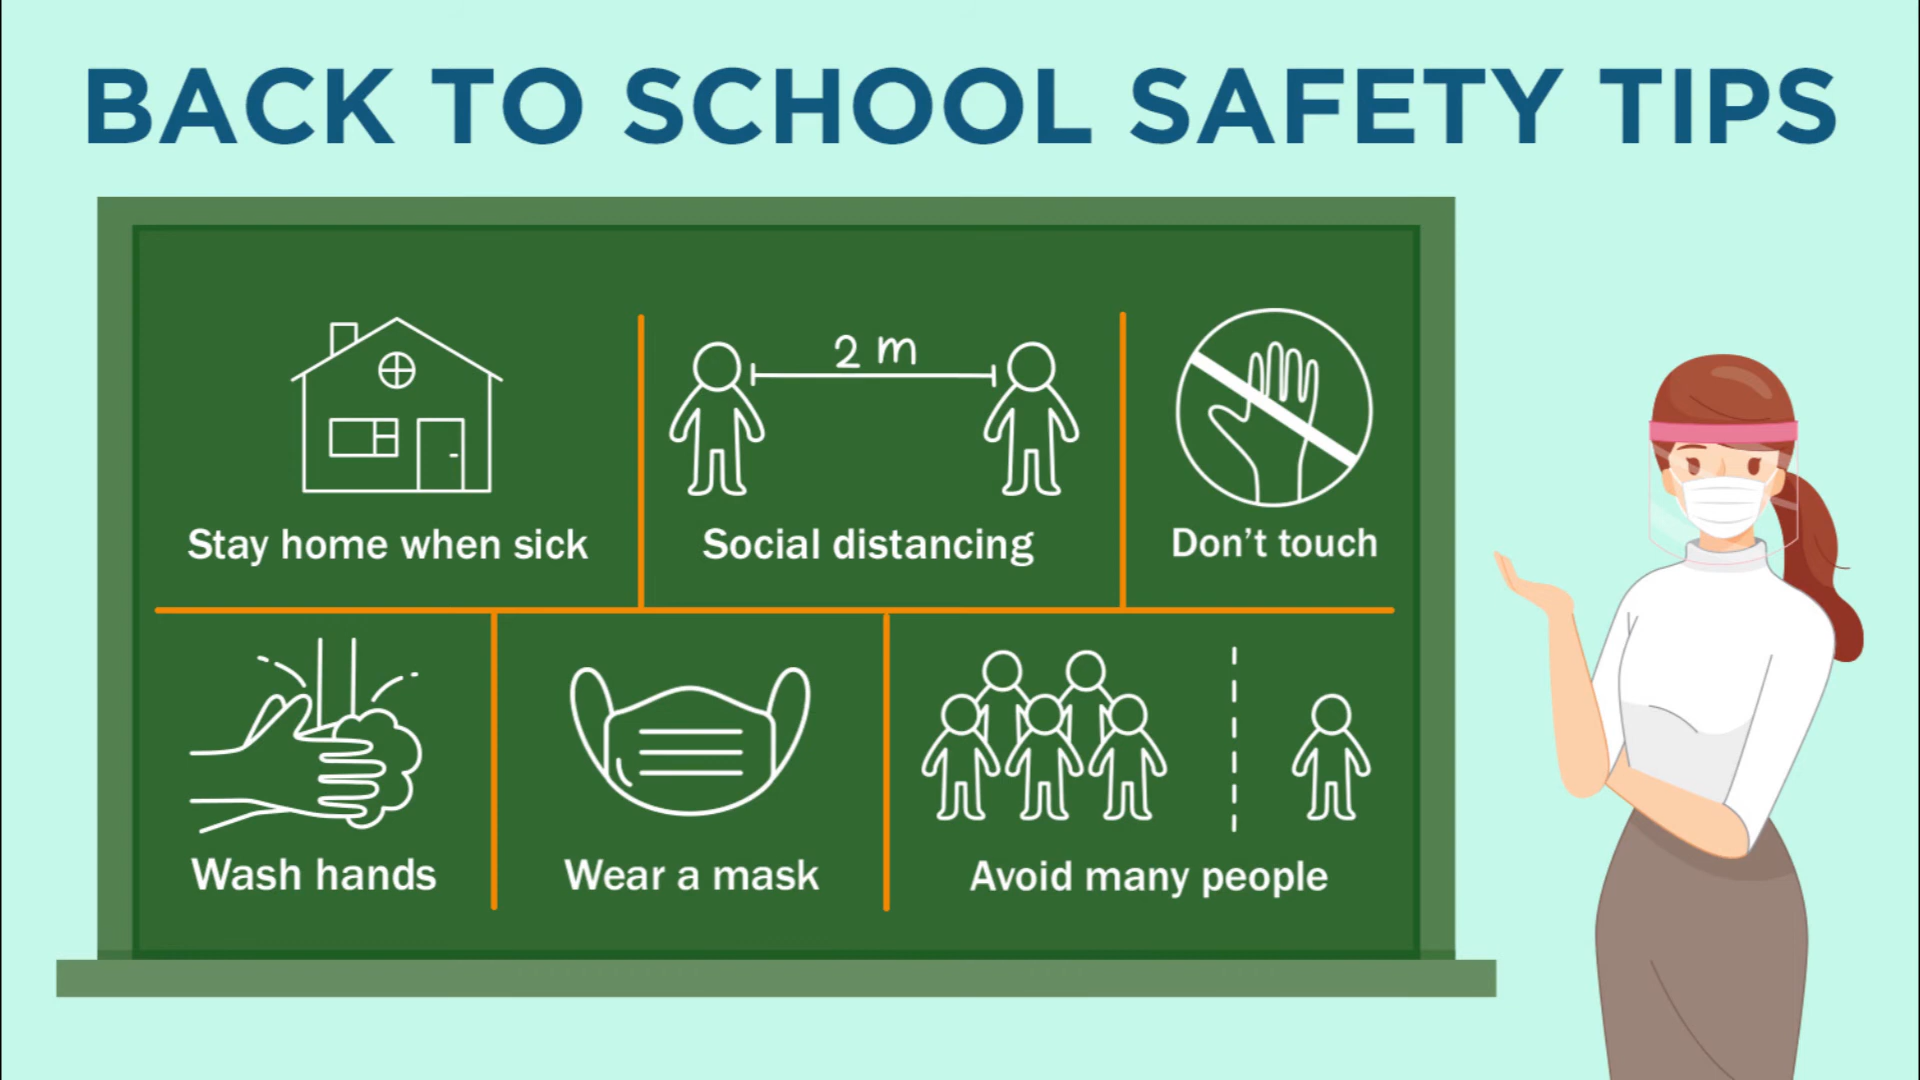 BACK TO SCHOOL SAFETY TIPS
2 m
Stay home when sick
Social distancing
Don't touch
Wash hands
Wear a mask
Avoid many people